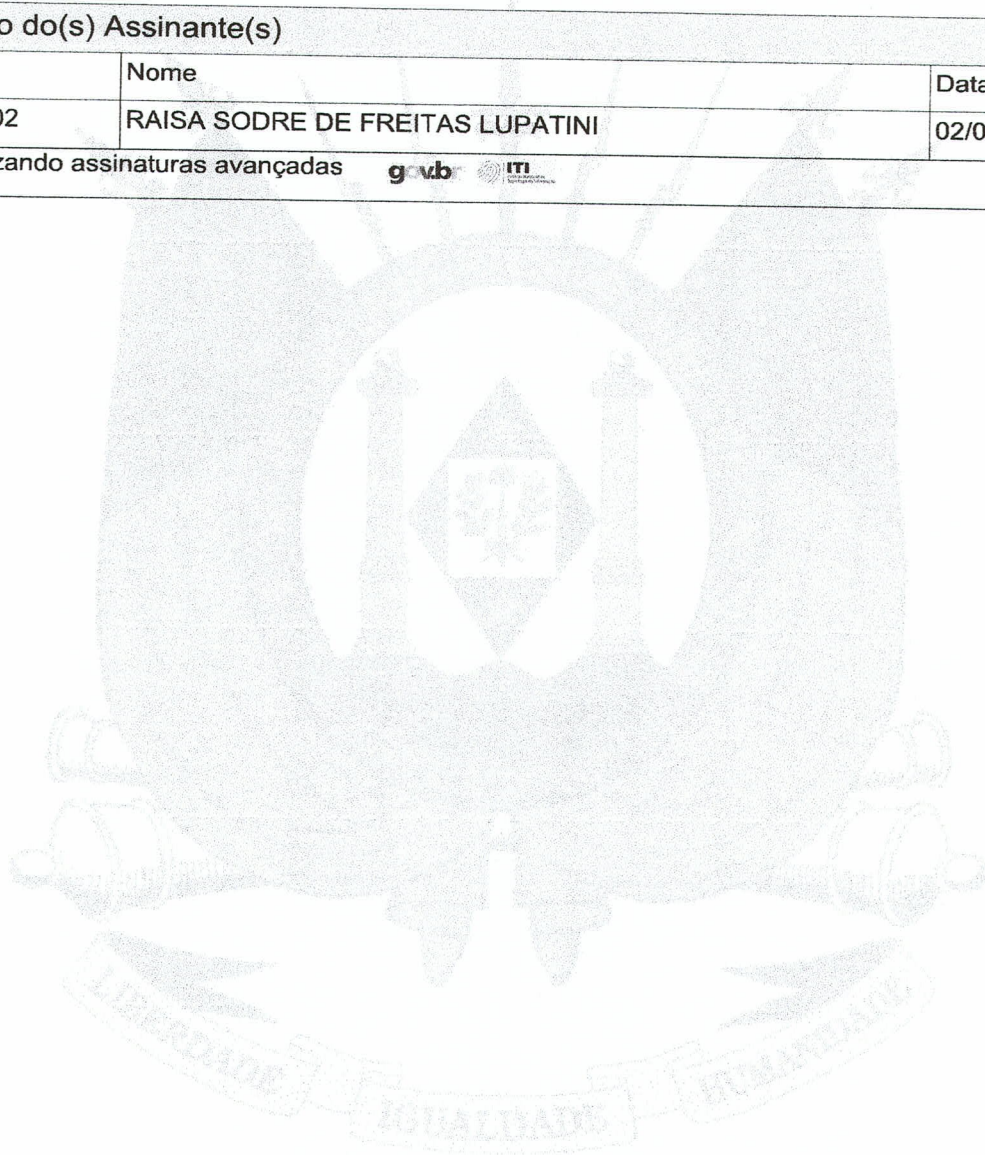 o do(s) Assinante(s)
Nome
Data
02
RAISA SODRE DE FREITAS LUPATINI
02/0
zando assinaturas avançadas gov.br ITI
LIBERDADE
IGUALDADE
HUMANIDADE